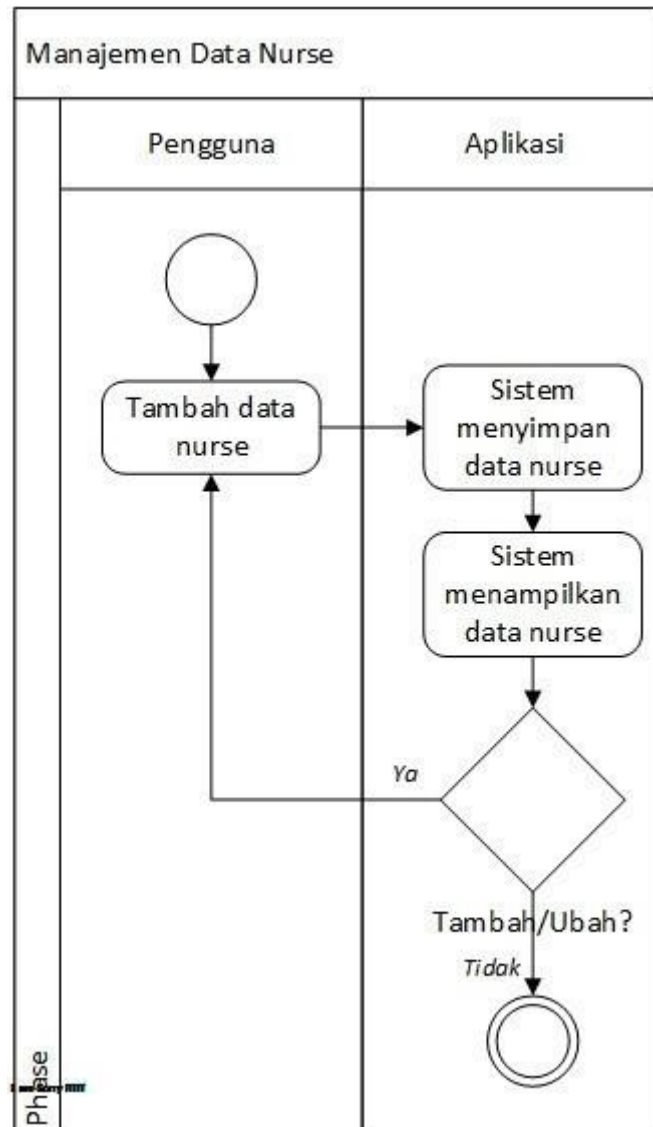 Manajemen Data Nurse
Pengguna
Aplikasi
Tambah data
nurse
Sistem
menyimpan
data nurse
Sistem
menampilkan
data nurse
Ya
Tambah/Ubah?
Tidak
Phase